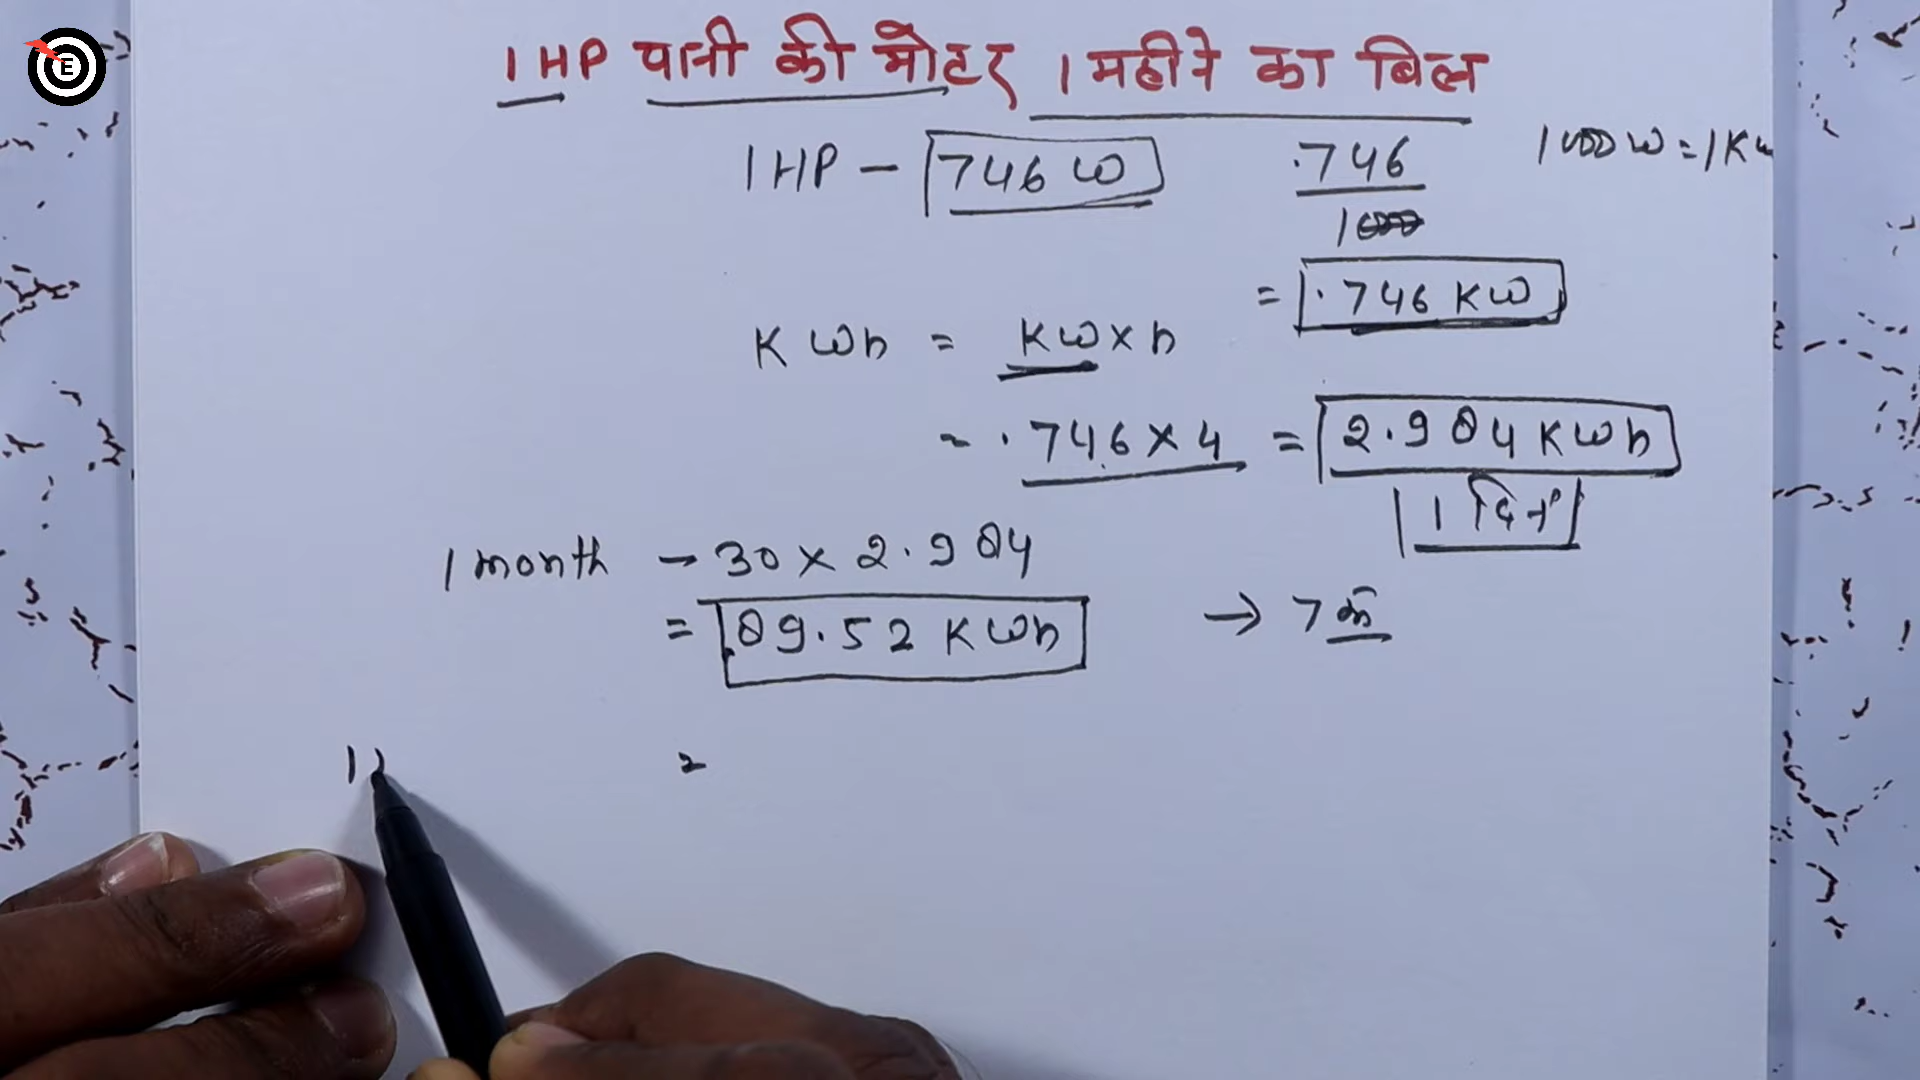 E
1 HP पानी की मोटर 1 महीने का बिल
1 HP - 746 W
.746
1000
1000 W = 1 Kw
= .746 KW
KWh = KW x h
= .746 x 4 = 2.984 KWh
1 दिन
1 month - 30 x 2.984
= 89.52 KWh → 7 रू
1)
=